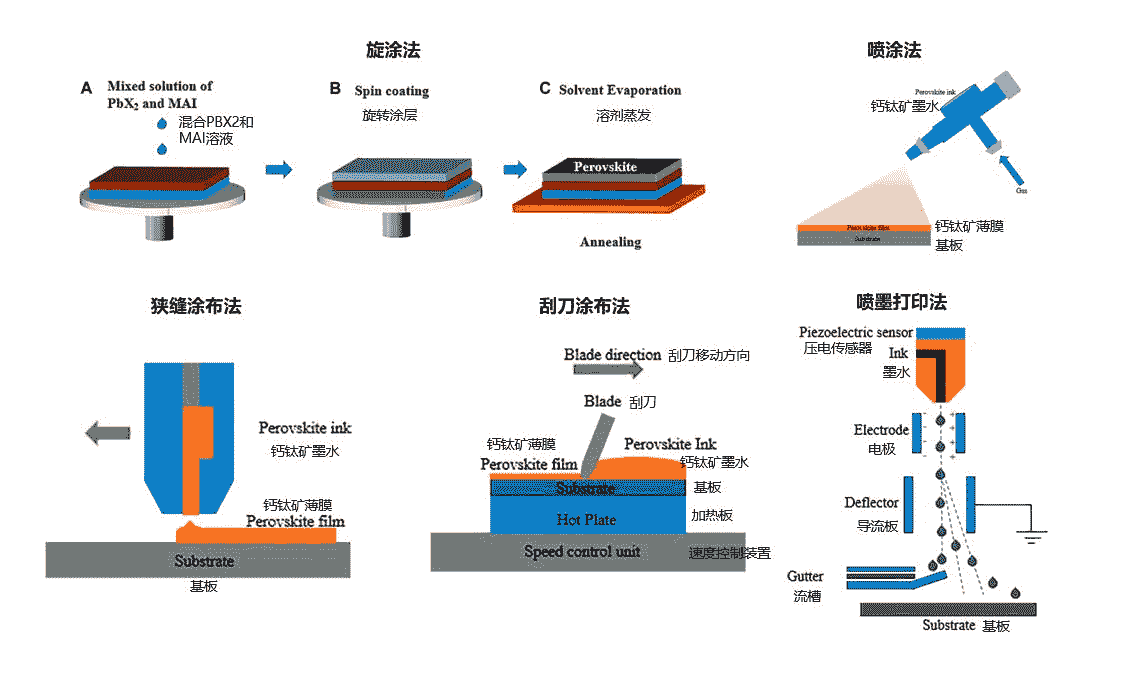 旋涂法
A Mixed solution of
PbX2 and MAI
混合PBX2和
MAI溶液
B Spin coating
旋转涂层
C Solvent Evaporation
溶剂蒸发
Perovskite
Annealing
喷涂法
Perovskite ink
钙钛矿墨水
Gas
钙钛矿薄膜
Perovskite film
Substrate
基板
狭缝涂布法
Perovskite ink
钙钛矿墨水
钙钛矿薄膜
Perovskite film
Substrate
基板
刮刀涂布法
Blade direction 刮刀移动方向
Blade 刮刀
钙钛矿薄膜
Perovskite film
Perovskite Ink
钙钛矿墨水
Substrate 基板
Hot Plate 加热板
Speed control unit 速度控制装置
喷墨打印法
Piezoelectric sensor
压电传感器
Ink
墨水
Electrode
电极
Deflector
导流板
Gutter
流槽
Substrate 基板